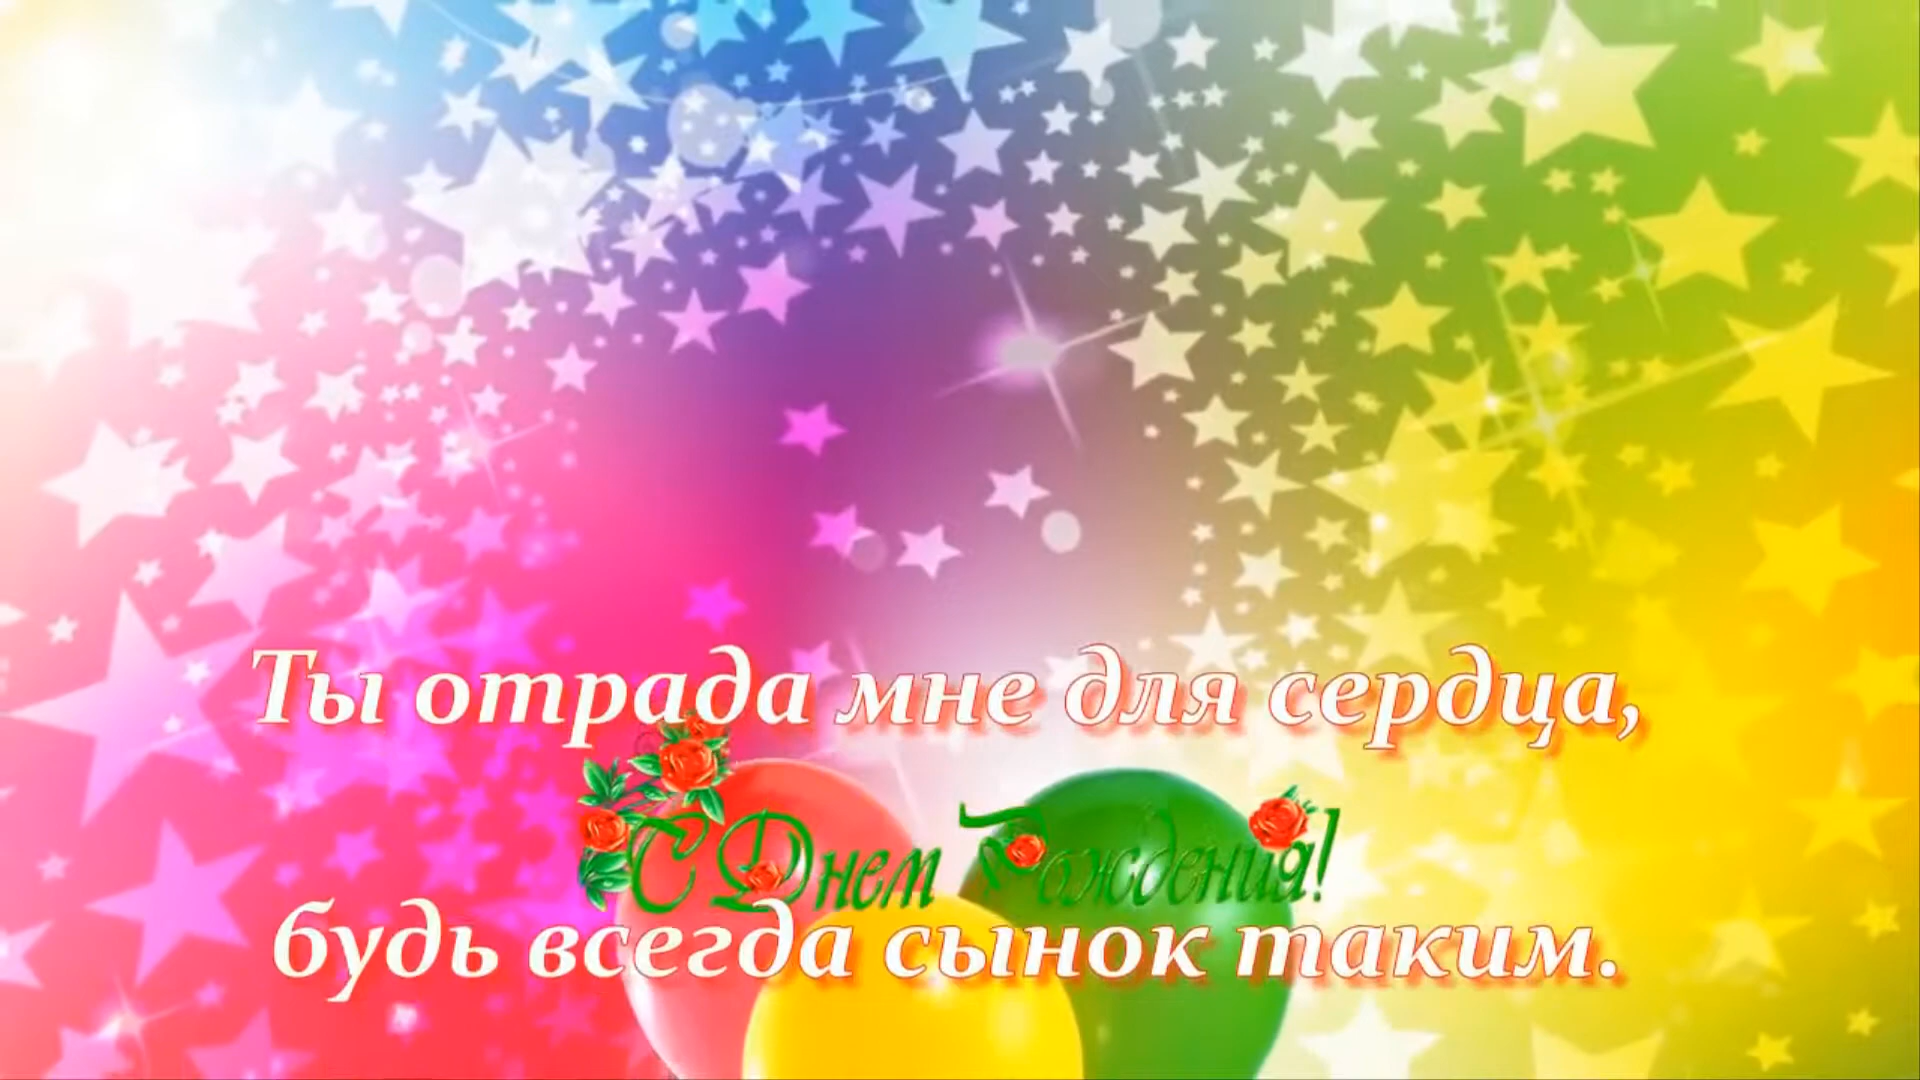 Ты отрада мне для сердца,
С Днем Рождения!
будь всегда сынок таким.